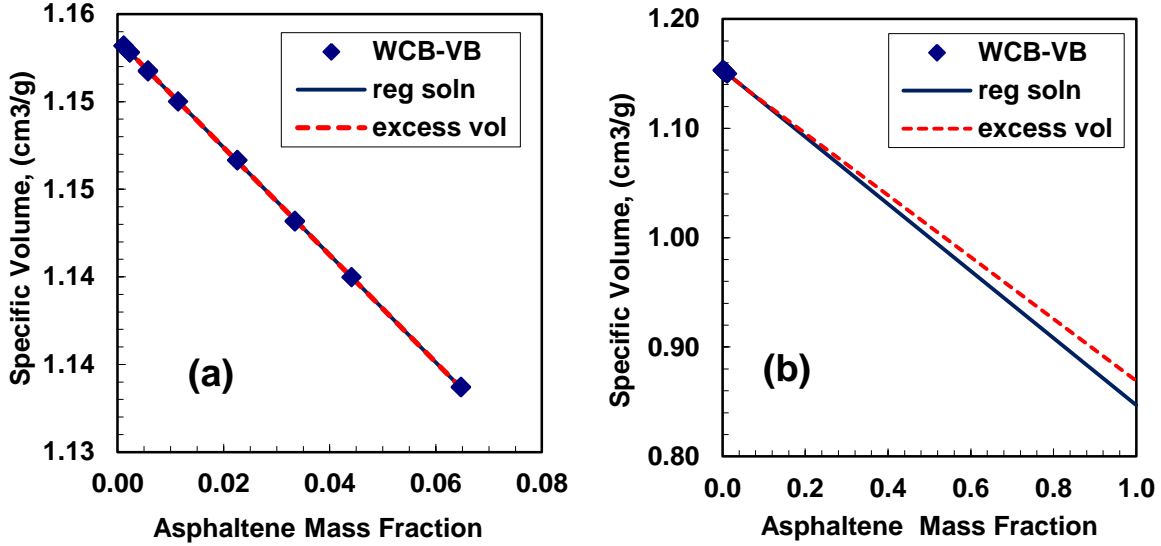 1.16
1.15
1.15
1.14
1.14
1.13
0.00 0.02 0.04 0.06 0.08
Specific Volume, (cm3/g)
Asphaltene Mass Fraction
WCB-VB
reg soln
excess vol
(a)
1.20
1.10
1.00
0.90
0.80
0.0 0.2 0.4 0.6 0.8 1.0
Specific Volume, (cm3/g)
Asphaltene Mass Fraction
WCB-VB
reg soln
excess vol
(b)